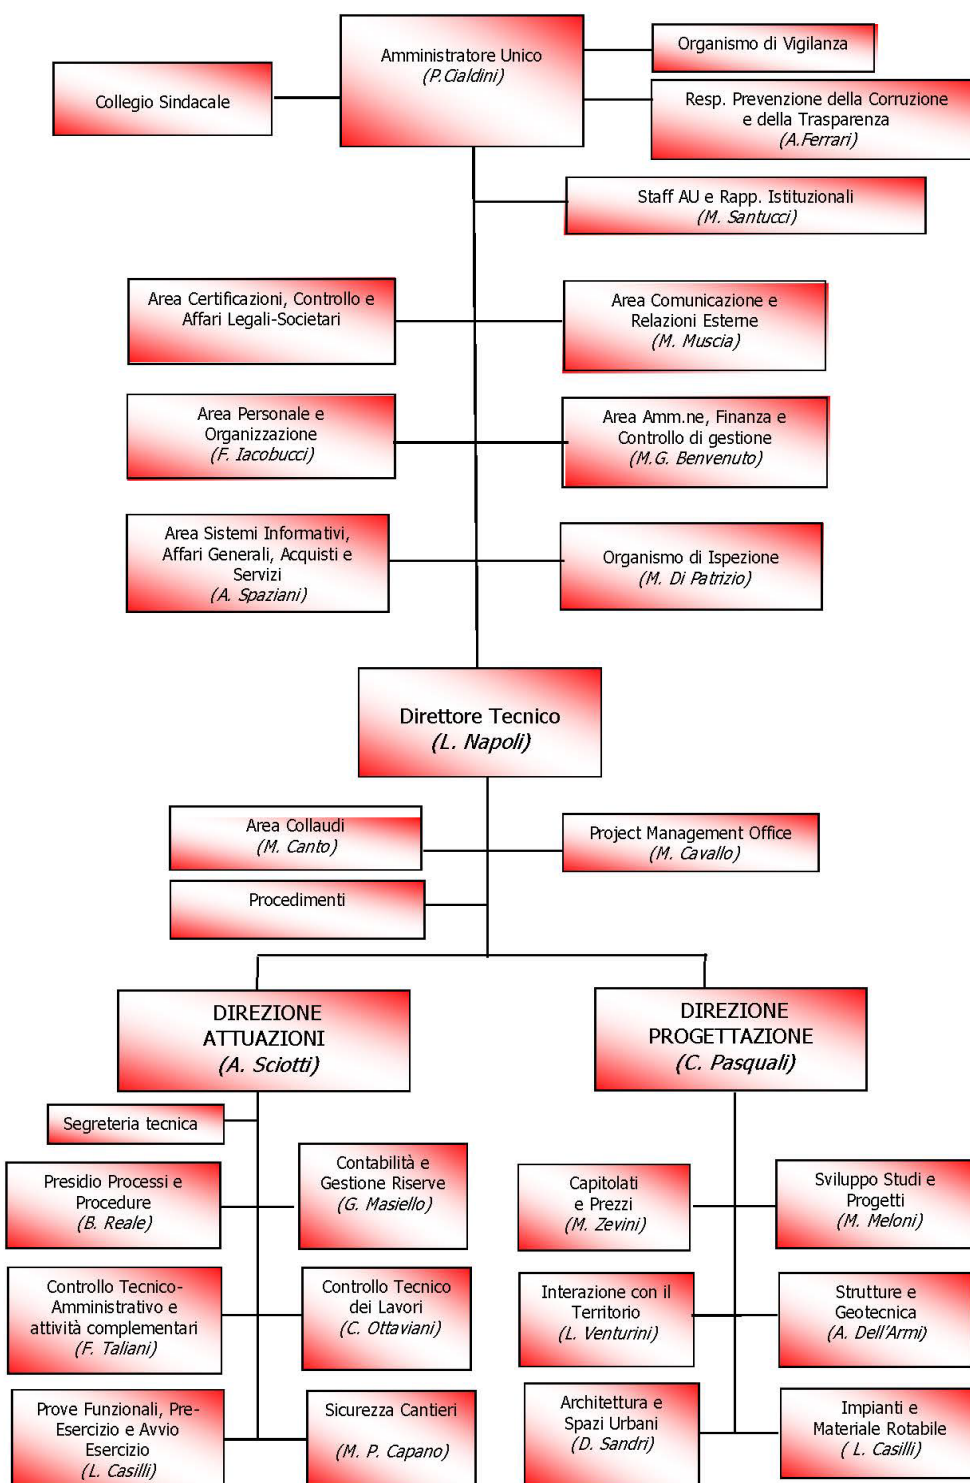 Amministratore Unico
(P.Cialdini)
Organismo di Vigilanza
Collegio Sindacale
Resp. Prevenzione della Corruzione
e della Trasparenza
(A.Ferrari)
Staff AU e Rapp. Istituzionali
(M. Santucci)
Area Certificazioni, Controllo e
Affari Legali-Societari
Area Comunicazione e
Relazioni Esterne
(M. Muscia)
Area Personale e
Organizzazione
(F. Iacobucci)
Area Amm.ne, Finanza e
Controllo di gestione
(M.G. Benvenuto)
Area Sistemi Informativi,
Affari Generali, Acquisti e
Servizi
(A. Spaziani)
Organismo di Ispezione
(M. Di Patrizio)
Direttore Tecnico
(L. Napoli)
Area Collaudi
(M. Canto)
Project Management Office
(M. Cavallo)
Procedimenti
DIREZIONE
ATTUAZIONI
(A. Sciotti)
DIREZIONE
PROGETTAZIONE
(C. Pasquali)
Segreteria tecnica
Presidio Processi e
Procedure
(B. Reale)
Contabilità e
Gestione Riserve
(G. Masiello)
Capitolati
e Prezzi
(M. Zevini)
Sviluppo Studi e
Progetti
(M. Meloni)
Controllo Tecnico-
Amministrativo e
attività complementari
(F. Taliani)
Controllo Tecnico
dei Lavori
(C. Ottaviani)
Interazione con il
Territorio
(L. Venturini)
Strutture e
Geotecnica
(A. Dell'Armi)
Prove Funzionali, Pre-
Esercizio e Avvio
Esercizio
(L. Casilli)
Sicurezza Cantieri
(M. P. Capano)
Architettura e
Spazi Urbani
(D. Sandri)
Impianti e
Materiale Rotabile
( L. Casilli)